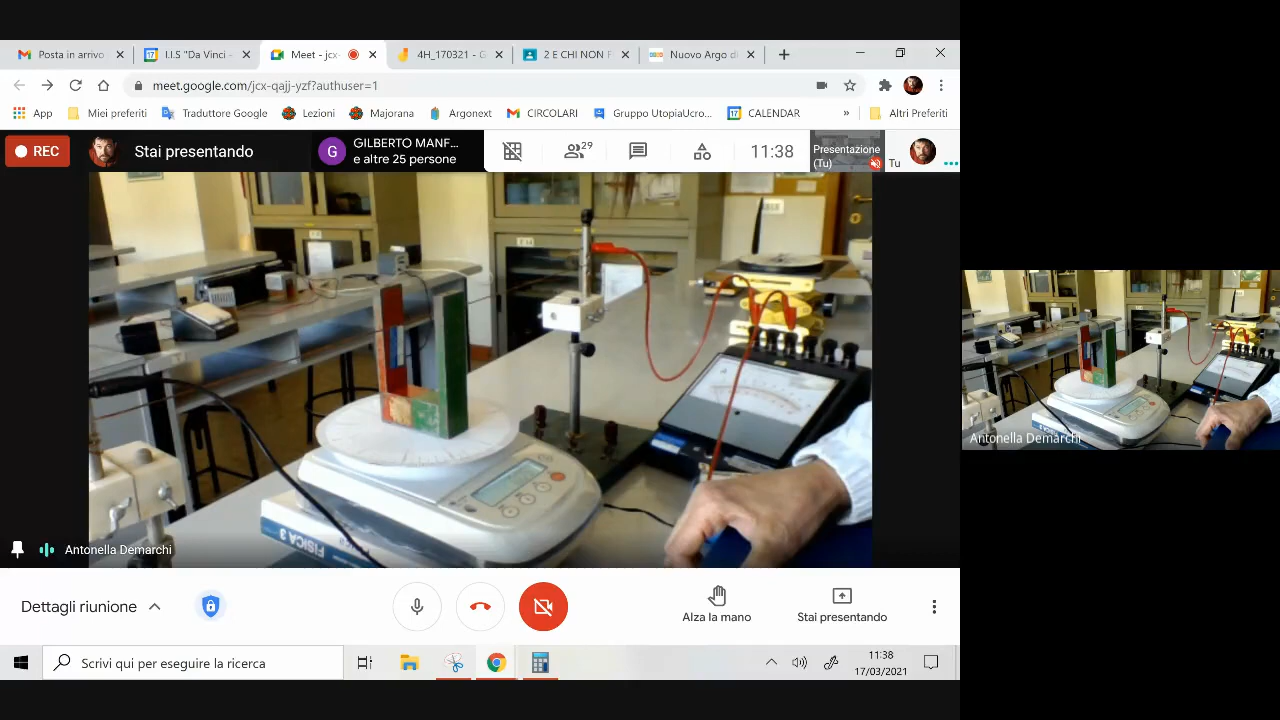 Posta in arrivo
I.I.S "Da Vinci -
Meet - jcx-
4H_170321 - G
2 E CHI NON F
Nuovo Argo di
meet.google.com/jcx-qajj-yzf?authuser=1
App
Miei preferiti
Traduttore Google
Lezioni
Majorana
Argonext
CIRCOLARI
Gruppo UtopiaUcro...
CALENDAR
»
Altri Preferiti
REC
Stai presentando
G
GILBERTO MANF...
e altre 25 persone
29
11:38
Presentazione
(Tu)
Tu
FISICA 3
Antonella Demarchi
Antonella Demarchi
Dettagli riunione
Alza la mano
Stai presentando
Scrivi qui per eseguire la ricerca
11:38
17/03/2021